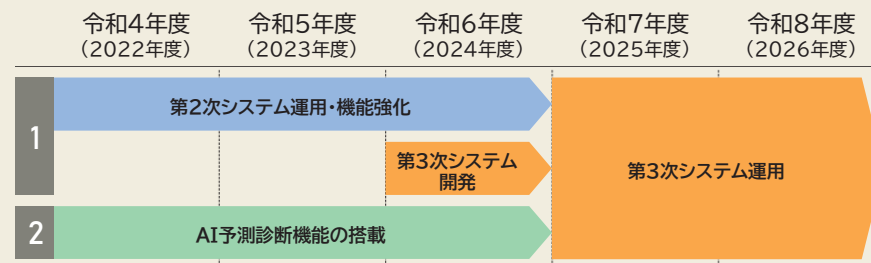 令和4年度 令和5年度 令和6年度 令和7年度 令和8年度
（2022年度） （2023年度） （2024年度） （2025年度） （2026年度）
1
第2次システム運用・機能強化
第3次システム
開発
第3次システム運用
2
AI予測診断機能の搭載